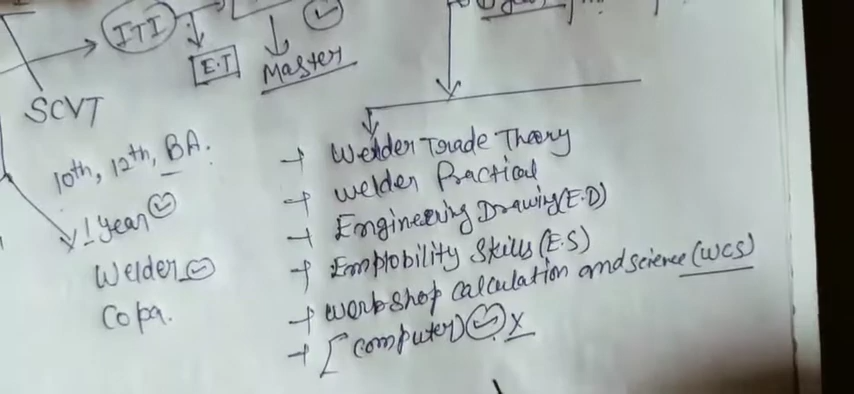 ITI
E.T
Master
SCVT
10th, 12th, BA.
1 year
Welder
Copa.
→ Welder Trade Theory
→ Welder Practical
→ Engineering Drawing (E.D)
→ Emplobility Skills (E.S)
→ Workshop calculation and science (WCS)
→ [computer) X